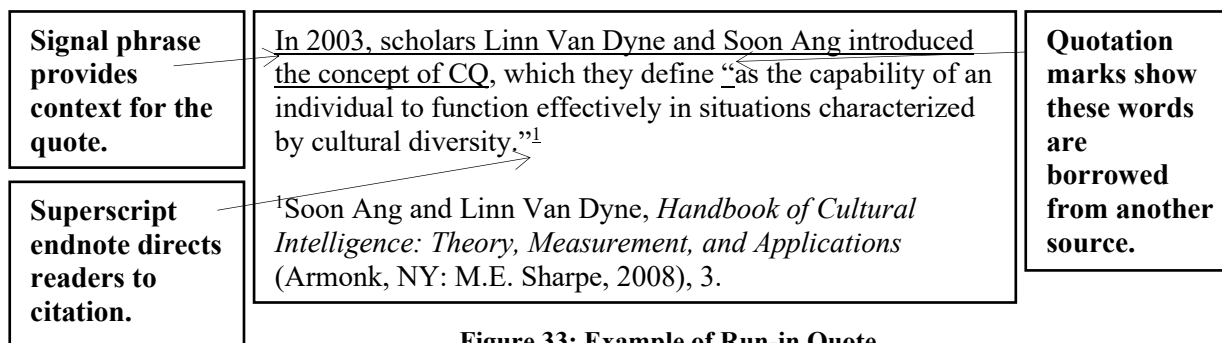 Signal phrase
provides
context for the
quote.
Superscript
endnote directs
readers to
citation.
In 2003, scholars Linn Van Dyne and Soon Ang introduced
the concept of CQ, which they define “as the capability of an
individual to function effectively in situations characterized
by cultural diversity.”1
1Soon Ang and Linn Van Dyne, Handbook of Cultural
Intelligence: Theory, Measurement, and Applications
(Armonk, NY: M.E. Sharpe, 2008), 3.
Quotation
marks show
these words
are
borrowed
from another
source.
Figure 33: Example of Run-in Quote